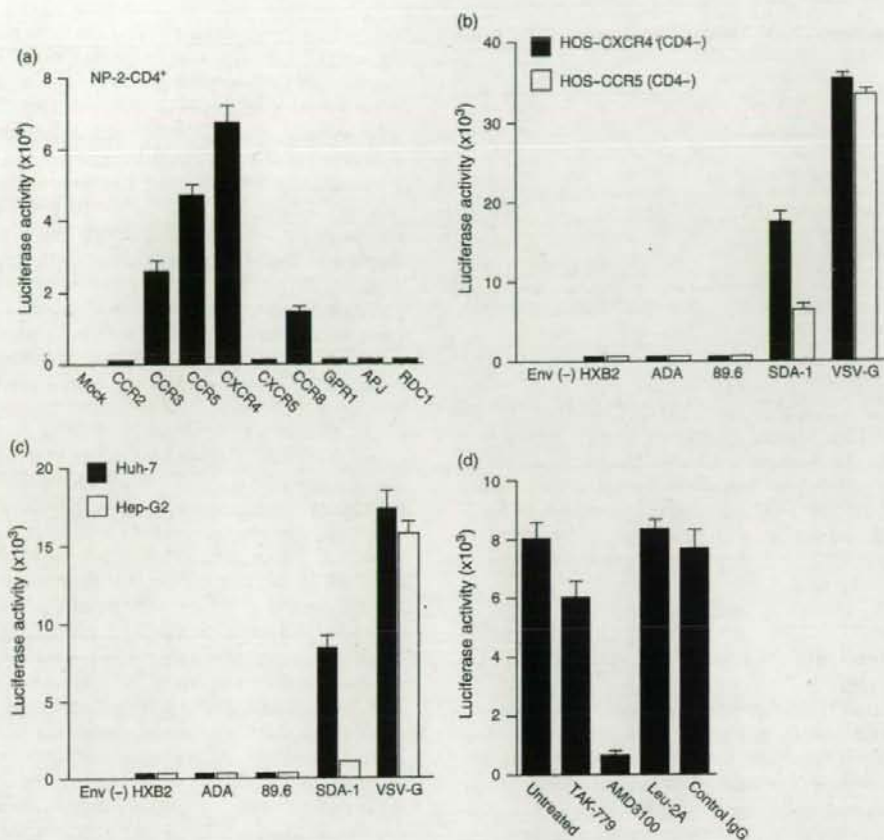 (a)
NP-2-CD4⁺
Luciferase activity (x10⁴)
8
6
4
2
0
Mock
CCR2
CCR3
CCR5
CXCR4
CXCR5
CCR8
GPR1
APJ
RDC1
(b)
HOS–CXCR4 (CD4–)
HOS–CCR5 (CD4–)
Luciferase activity (x10³)
40
30
20
10
0
Env (–) HXB2 ADA 89.6 SDA-1 VSV-G
(c)
Huh-7
Hep-G2
Luciferase activity (x10³)
20
15
10
5
0
Env (–) HXB2 ADA 89.6 SDA-1 VSV-G
(d)
Luciferase activity (x10³)
10
8
6
4
2
0
Untreated
TAK-779
AMD3100
Leu-2A
Control IgG